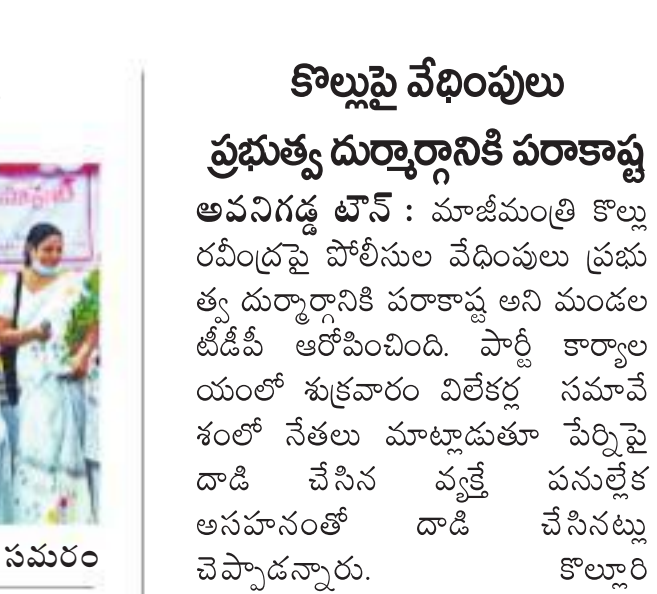 కొల్లుపై వేధింపులు
ప్రభుత్వ దుర్మార్గానికి పరాకాష్ట
అవనిగడ్డ టౌన్ : మాజీమంత్రి కొల్లు
రవీంద్రపై పోలీసుల వేధింపులు ప్రభు
త్వ దుర్మార్గానికి పరాకాష్ట అని మండల
టీడీపీ ఆరోపించింది. పార్టీ కార్యాల
యంలో శుక్రవారం విలేకర్ల సమావే
శంలో నేతలు మాట్లాడుతూ పేర్నిపై
దాడి చేసిన వ్యక్తే పనుల్లేక
అసహనంతో దాడి చేసినట్లు
చెప్పాడన్నారు. కొల్లూరి
సమరం